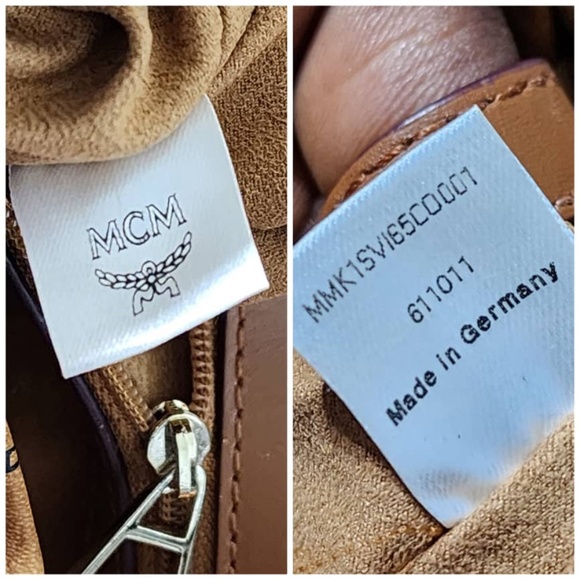 MCM
MMK1SVI65CO001
611011
Made in Germany